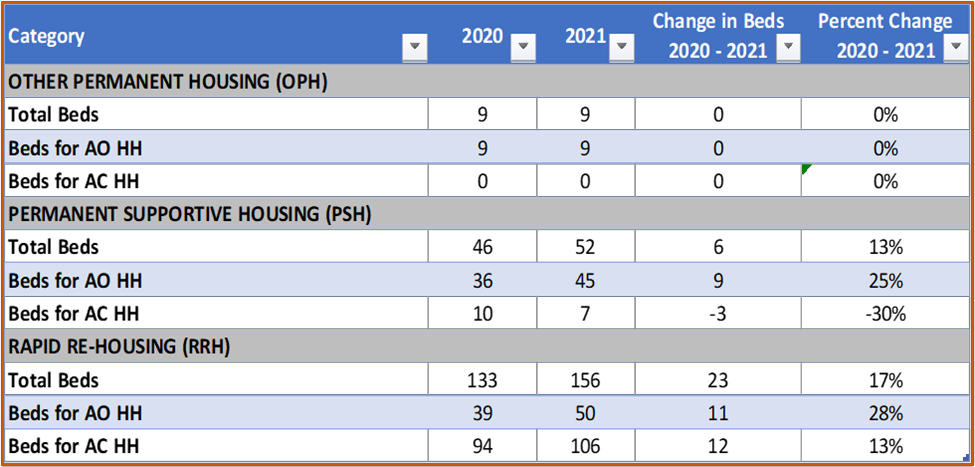 Category 2020 2021 Change in Beds 2020 - 2021 Percent Change 2020 - 2021
OTHER PERMANENT HOUSING (OPH)
Total Beds 9 9 0 0%
Beds for AO HH 9 9 0 0%
Beds for AC HH 0 0 0 0%
PERMANENT SUPPORTIVE HOUSING (PSH)
Total Beds 46 52 6 13%
Beds for AO HH 36 45 9 25%
Beds for AC HH 10 7 -3 -30%
RAPID RE-HOUSING (RRH)
Total Beds 133 156 23 17%
Beds for AO HH 39 50 11 28%
Beds for AC HH 94 106 12 13%